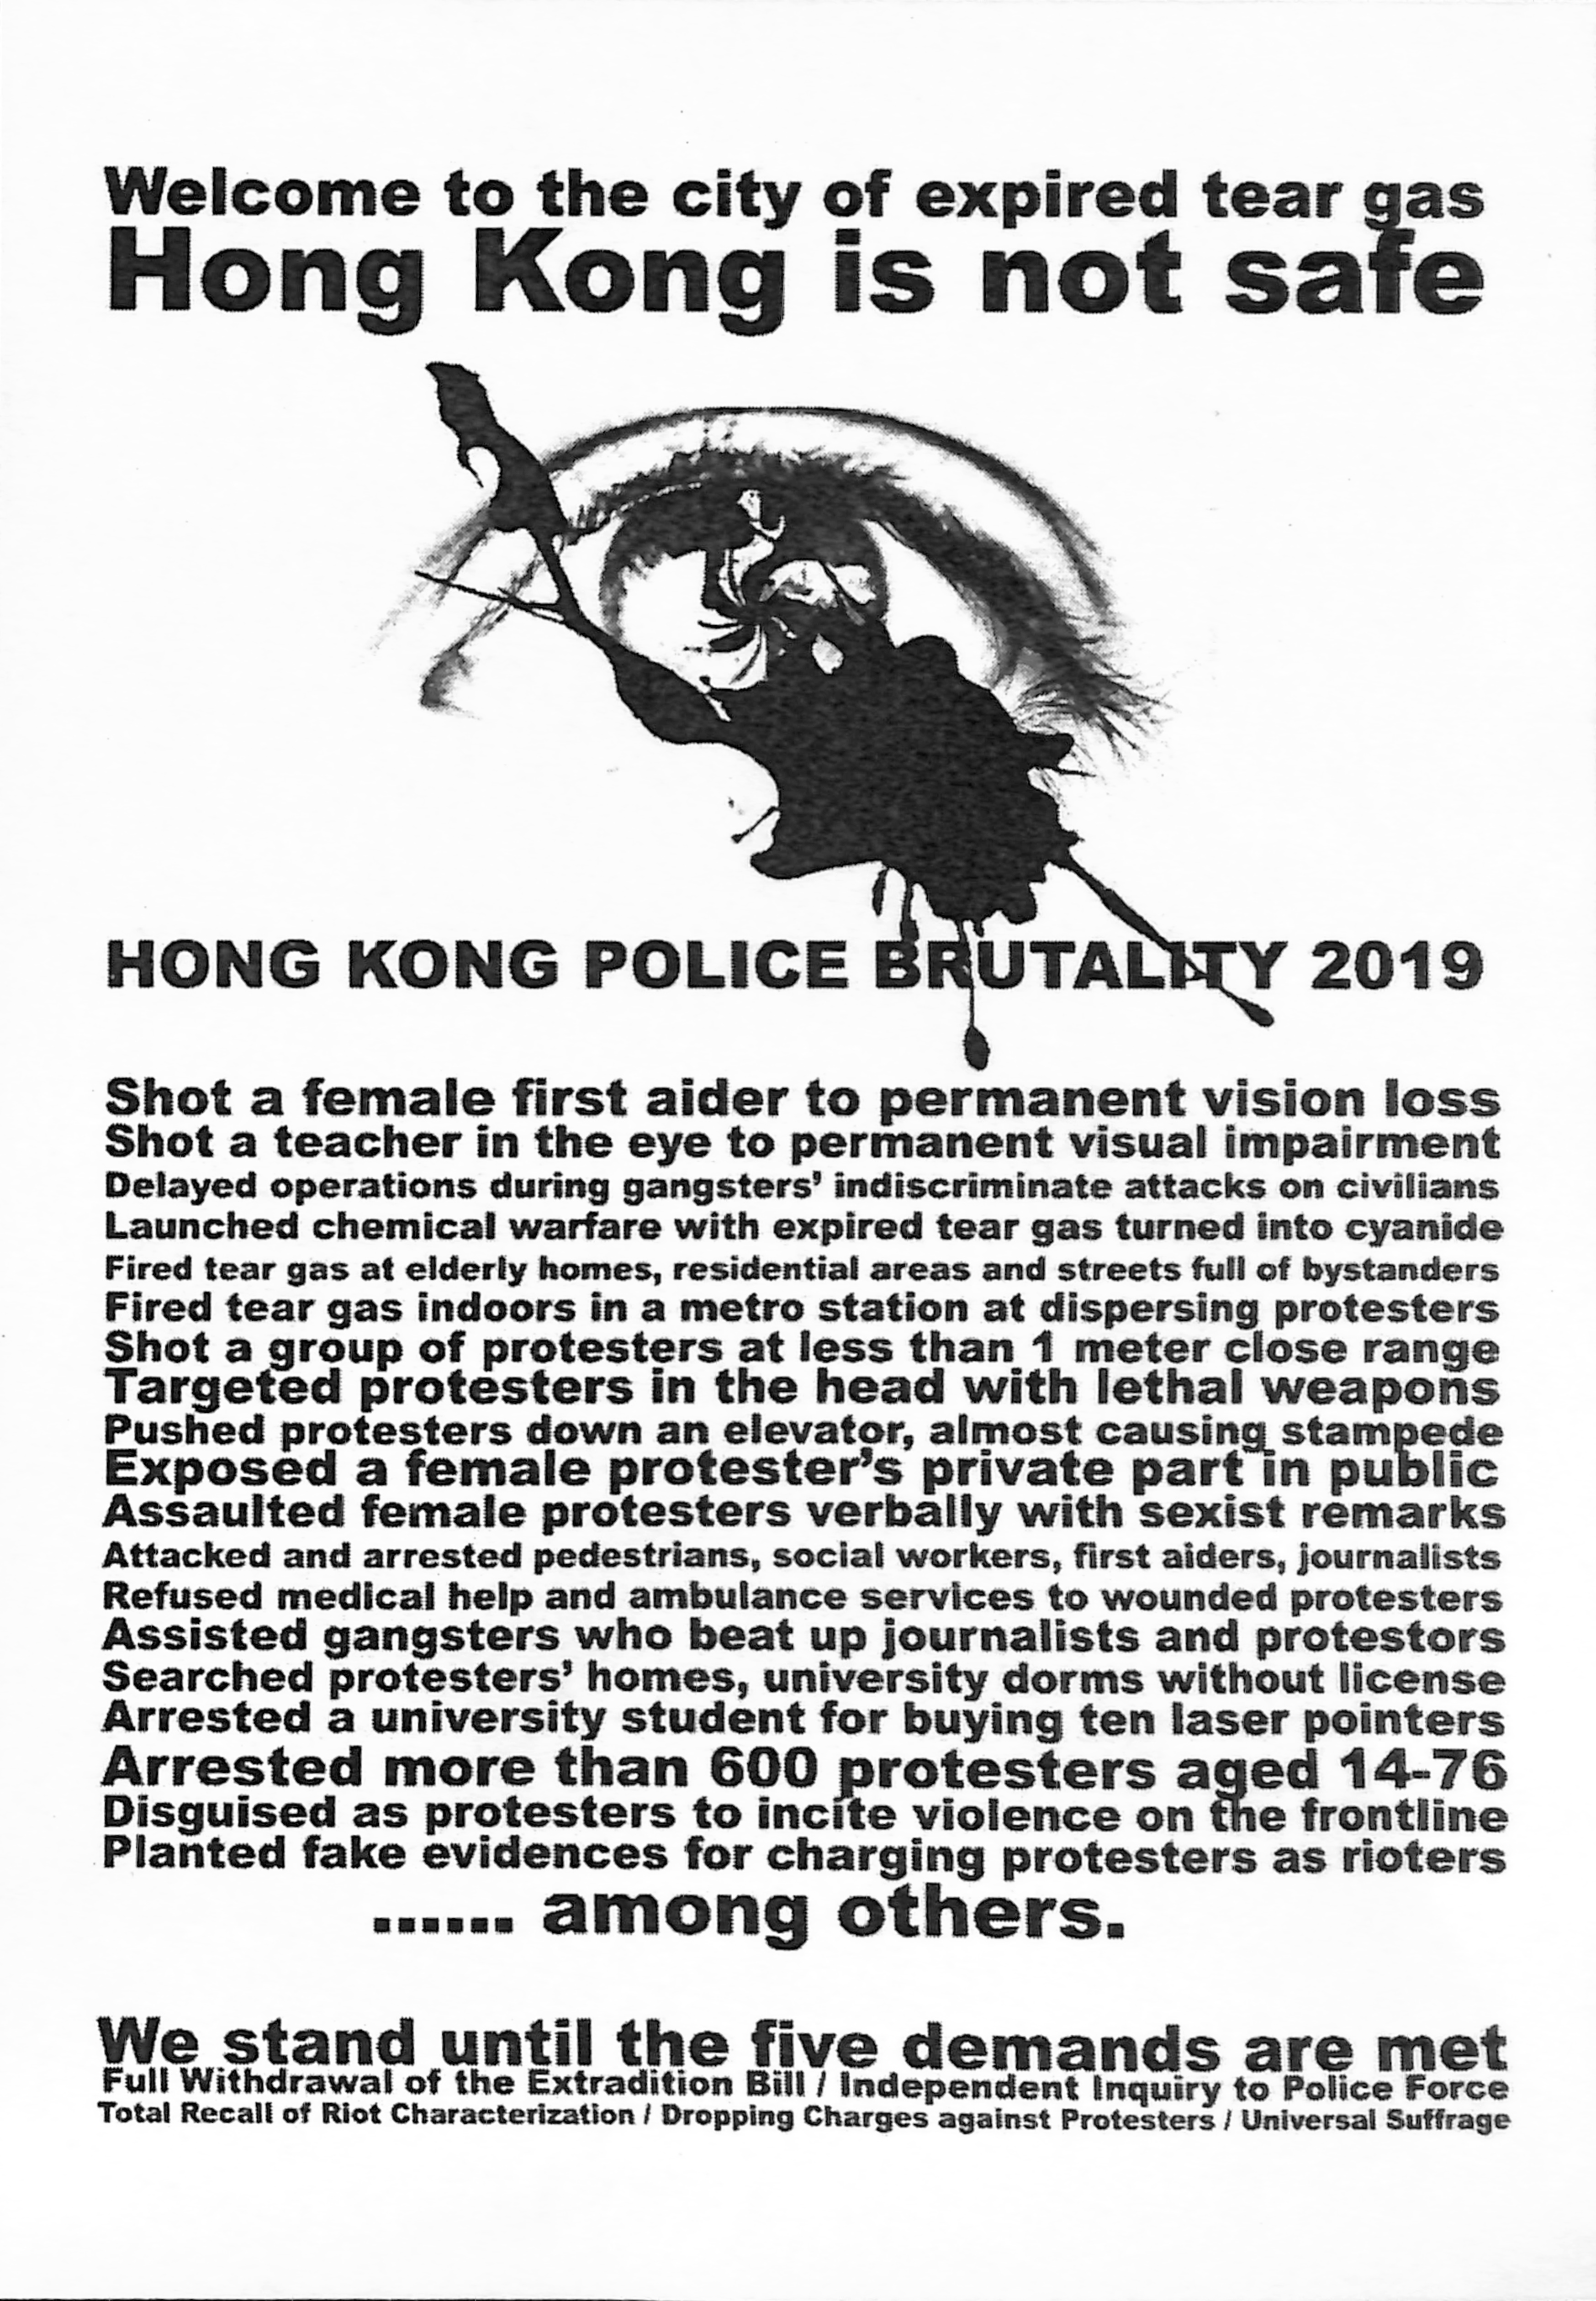 Welcome to the city of expired tear gas
Hong Kong is not safe
HONG KONG POLICE BRUTALITY 2019
Shot a female first aider to permanent vision loss
Shot a teacher in the eye to permanent visual impairment
Delayed operations during gangsters' indiscriminate attacks on civilians
Launched chemical warfare with expired tear gas turned into cyanide
Fired tear gas at elderly homes, residential areas and streets full of bystanders
Fired tear gas indoors in a metro station at dispersing protesters
Shot a group of protesters at less than 1 meter close range
Targeted protesters in the head with lethal weapons
Pushed protesters down an elevator, almost causing stampede
Exposed a female protester's private part in public
Assaulted female protesters verbally with sexist remarks
Attacked and arrested pedestrians, social workers, first aiders, journalists
Refused medical help and ambulance services to wounded protesters
Assisted gangsters who beat up journalists and protestors
Searched protesters' homes, university dorms without license
Arrested a university student for buying ten laser pointers
Arrested more than 600 protesters aged 14-76
Disguised as protesters to incite violence on the frontline
Planted fake evidences for charging protesters as rioters
...... among others.
We stand until the five demands are met
Full Withdrawal of the Extradition Bill / Independent Inquiry to Police Force
Total Recall of Riot Characterization / Dropping Charges against Protesters / Universal Suffrage